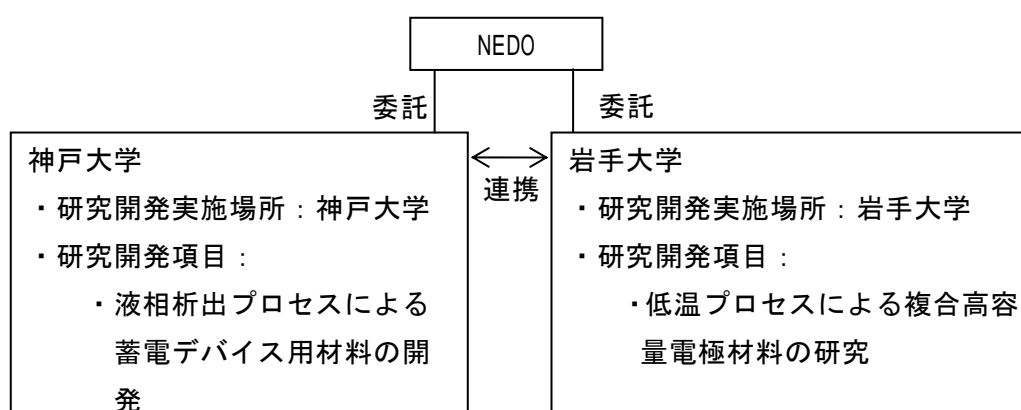 NEDO
委託
委託
神戸大学
・研究開発実施場所：神戸大学
・研究開発項目：
・液相析出プロセスによる
蓄電デバイス用材料の開
発
連携
岩手大学
・研究開発実施場所：岩手大学
・研究開発項目：
・低温プロセスによる複合高容
量電極材料の研究